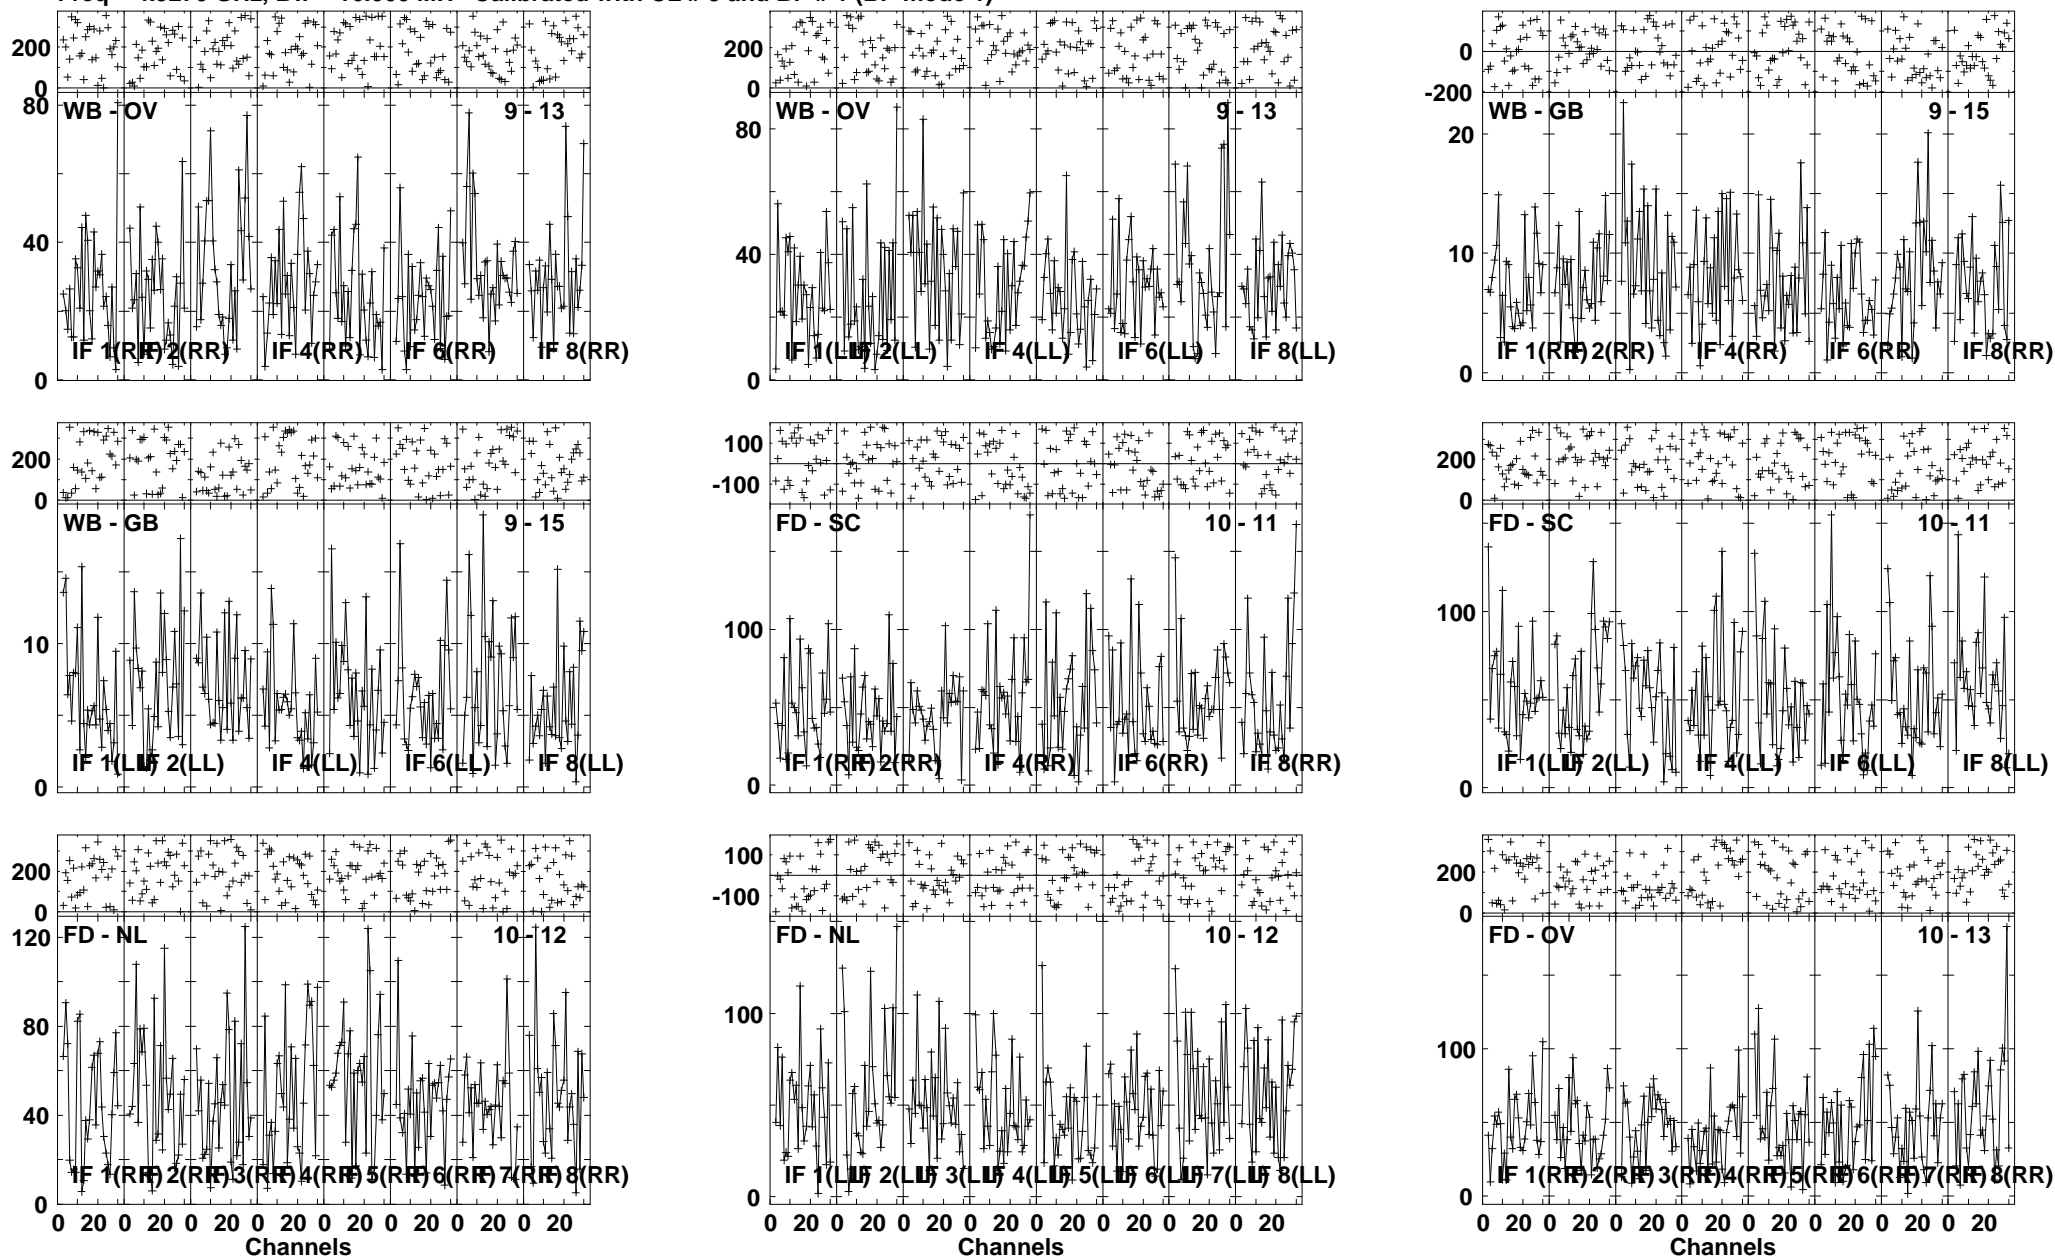 200
0
WB - OV 9 - 13
80
40
0
IF 1(RR) IF 2(RR) IF 4(RR) IF 6(RR) IF 8(RR)
200
0
WB - OV 9 - 13
80
40
0
IF 1(LL) IF 2(LL) IF 4(LL) IF 6(LL) IF 8(LL)
200
0
-200
WB - GB 9 - 15
20
10
0
IF 1(RR) IF 2(RR) IF 4(RR) IF 6(RR) IF 8(RR)
200
0
WB - GB 9 - 15
10
0
IF 1(LL) IF 2(LL) IF 4(LL) IF 6(LL) IF 8(LL)
100
-100
FD - SC 10 - 11
100
0
IF 1(RR) IF 2(RR) IF 4(RR) IF 6(RR) IF 8(RR)
200
0
FD - SC 10 - 11
100
0
IF 1(LL) IF 2(LL) IF 4(LL) IF 6(LL) IF 8(LL)
200
0
FD - NL 10 - 12
120
80
40
0
IF 1(RR) IF 2(RR) IF 3(RR) IF 4(RR) IF 5(RR) IF 6(RR) IF 7(RR) IF 8(RR)
0 20 0 20 0 20 0 20 0 20 0 20 0 20 0 20
Channels
100
-100
FD - NL 10 - 12
100
0
IF 1(LL) IF 2(LL) IF 3(LL) IF 4(LL) IF 5(LL) IF 6(LL) IF 7(LL) IF 8(LL)
0 20 0 20 0 20 0 20 0 20 0 20 0 20 0 20
Channels
200
0
FD - OV 10 - 13
100
0
IF 1(RR) IF 2(RR) IF 3(RR) IF 4(RR) IF 5(RR) IF 6(RR) IF 7(RR) IF 8(RR)
0 20 0 20 0 20 0 20 0 20 0 20 0 20 0 20
Channels